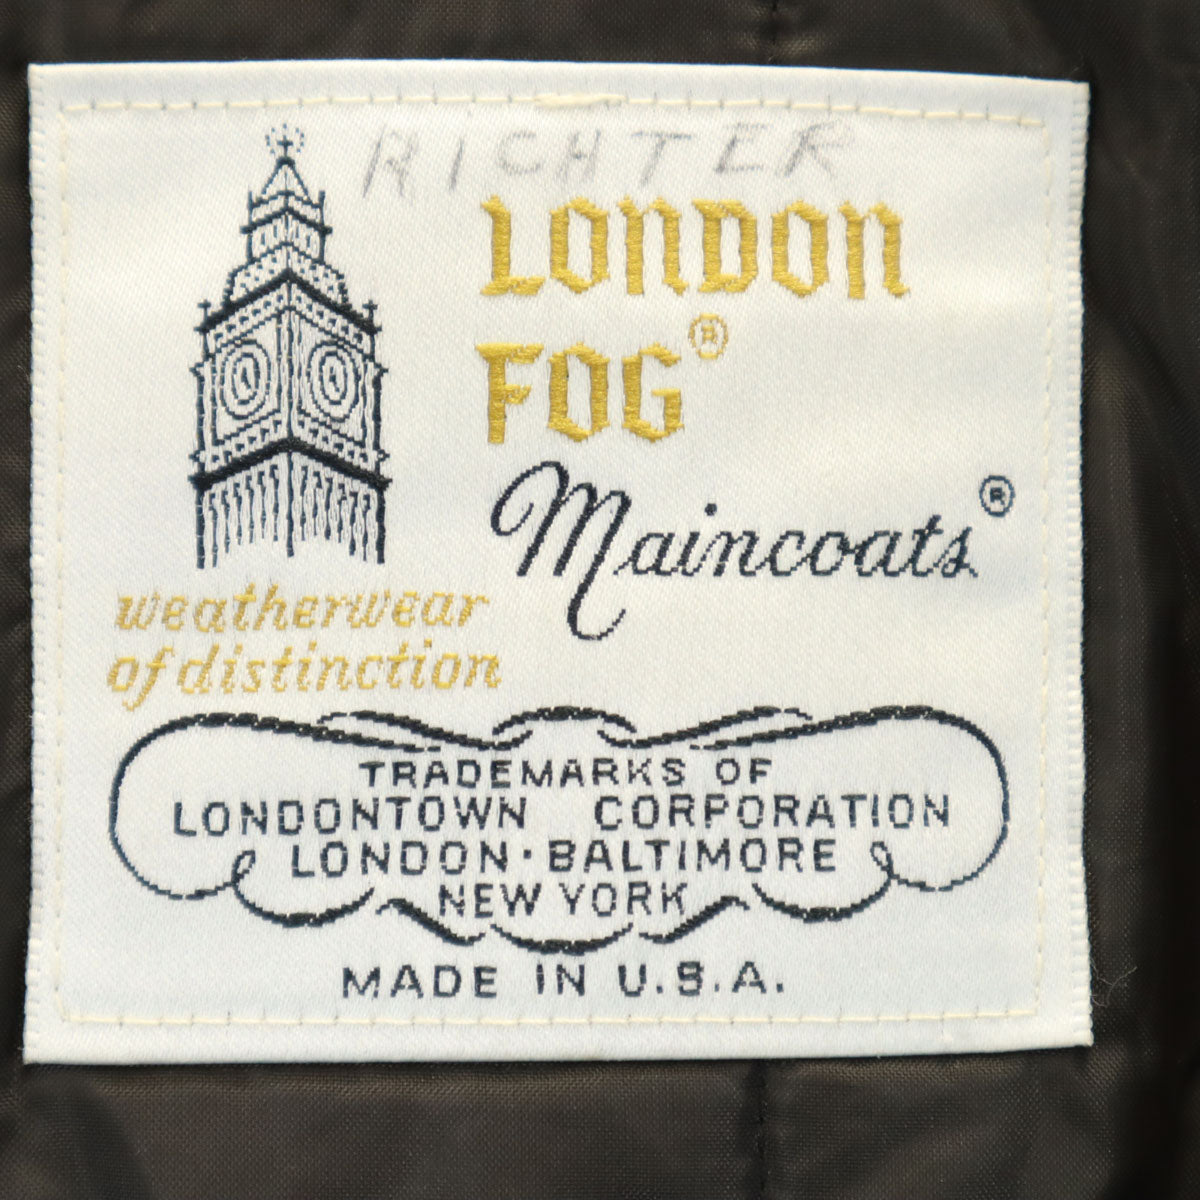 RICHTER
LONDON
FOG®
Maincoats®
weatherwear
of distinction
TRADEMARKS OF
LONDONTOWN CORPORATION
LONDON · BALTIMORE
NEW YORK
MADE IN U.S.A.